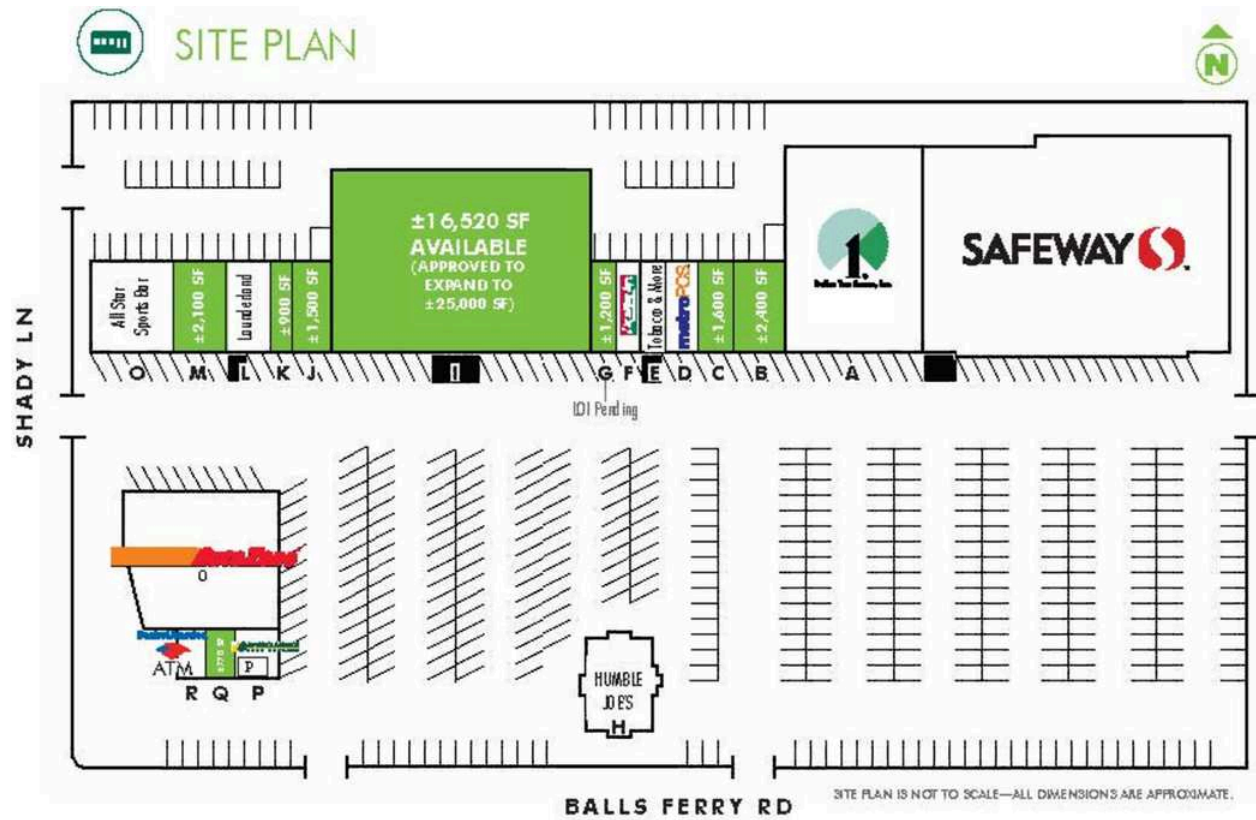 SITE PLAN
N
±16,520 SF
AVAILABLE
(APPROVED TO
EXPAND TO
±25,000 SF)
1
SAFEWAY
All Star
Sports Bar
±2,100 SF
Launderland
±900 SF
±1,500 SF
±1,200 SF
Tobacco & More
metroPCS
±1,600 SF
±2,400 SF
SHADY LN
O M L K J I G F E D C B A
LOI Pending
O
ATM
P
R Q P
HUMBLE
JOE'S
H
SITE PLAN IS NOT TO SCALE—ALL DIMENSIONS ARE APPROXIMATE.
BALLS FERRY RD